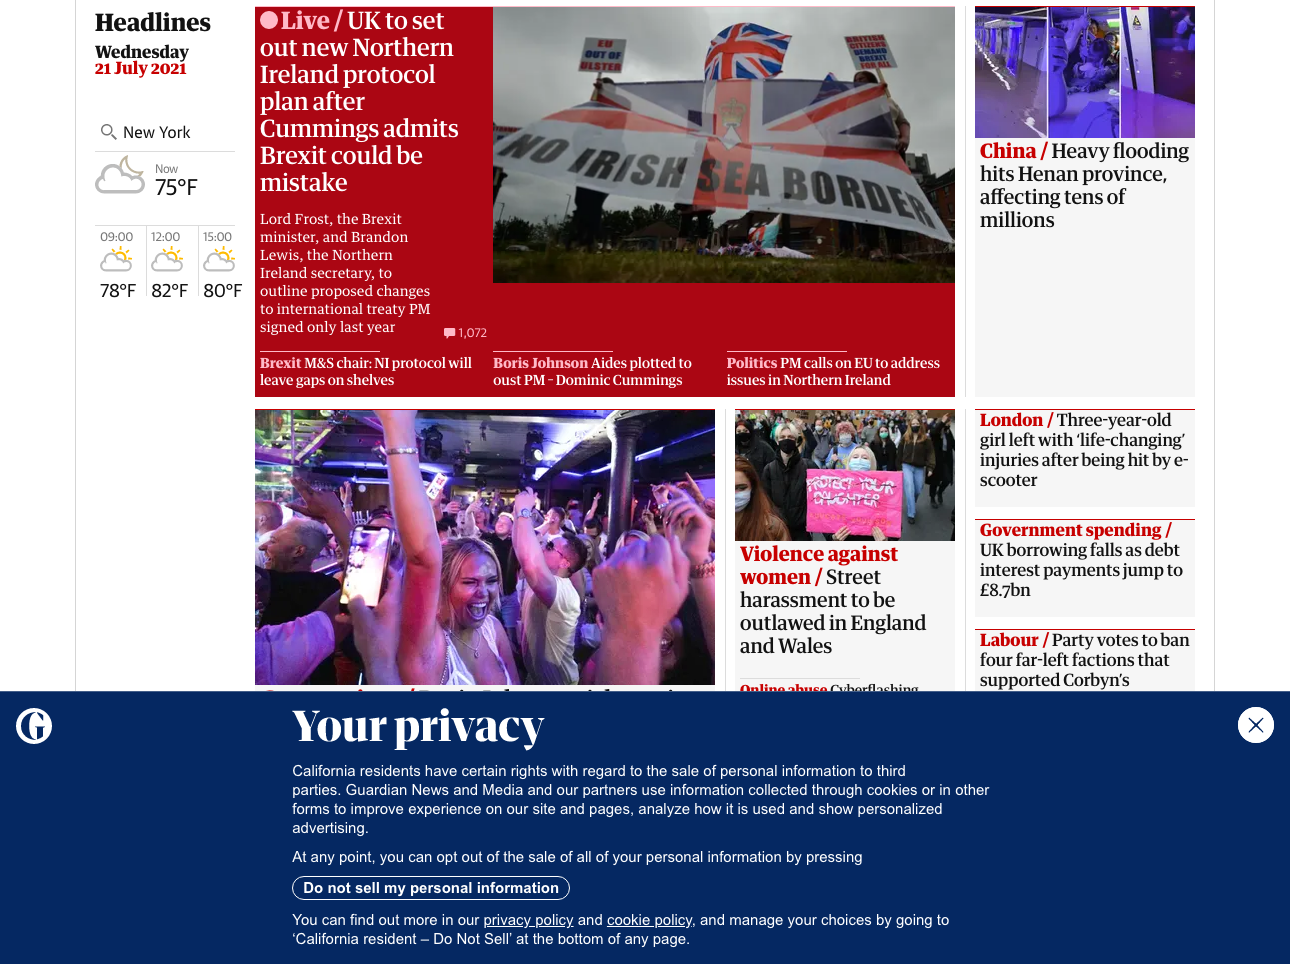 Headlines
Wednesday
21 July 2021
New York
Now
75°F
09:00
12:00
15:00
78°F
82°F
80°F
Live / UK to set
out new Northern
Ireland protocol
plan after
Cummings admits
Brexit could be
mistake
Lord Frost, the Brexit
minister, and Brandon
Lewis, the Northern
Ireland secretary, to
outline proposed changes
to international treaty PM
signed only last year
1,072
EU
OUT OF
ULSTER
BRITISH
CITIZENS
DEMAND
BREXIT
FOR ALL
NO IRISH SEA BORDER
Brexit M&S chair: NI protocol will
leave gaps on shelves
Boris Johnson Aides plotted to
oust PM – Dominic Cummings
Politics PM calls on EU to address
issues in Northern Ireland
China / Heavy flooding
hits Henan province,
affecting tens of
millions
PROTECT YOUR
DAUGHTER
Violence against
women / Street
harassment to be
outlawed in England
and Wales
Online abuse Cyberflashing
London / Three-year-old
girl left with ‘life-changing’
injuries after being hit by e-
scooter
Government spending /
UK borrowing falls as debt
interest payments jump to
£8.7bn
Labour / Party votes to ban
four far-left factions that
supported Corbyn’s
Your privacy
California residents have certain rights with regard to the sale of personal information to third
parties. Guardian News and Media and our partners use information collected through cookies or in other
forms to improve experience on our site and pages, analyze how it is used and show personalized
advertising.
At any point, you can opt out of the sale of all of your personal information by pressing
Do not sell my personal information
You can find out more in our privacy policy and cookie policy, and manage your choices by going to
‘California resident – Do Not Sell’ at the bottom of any page.